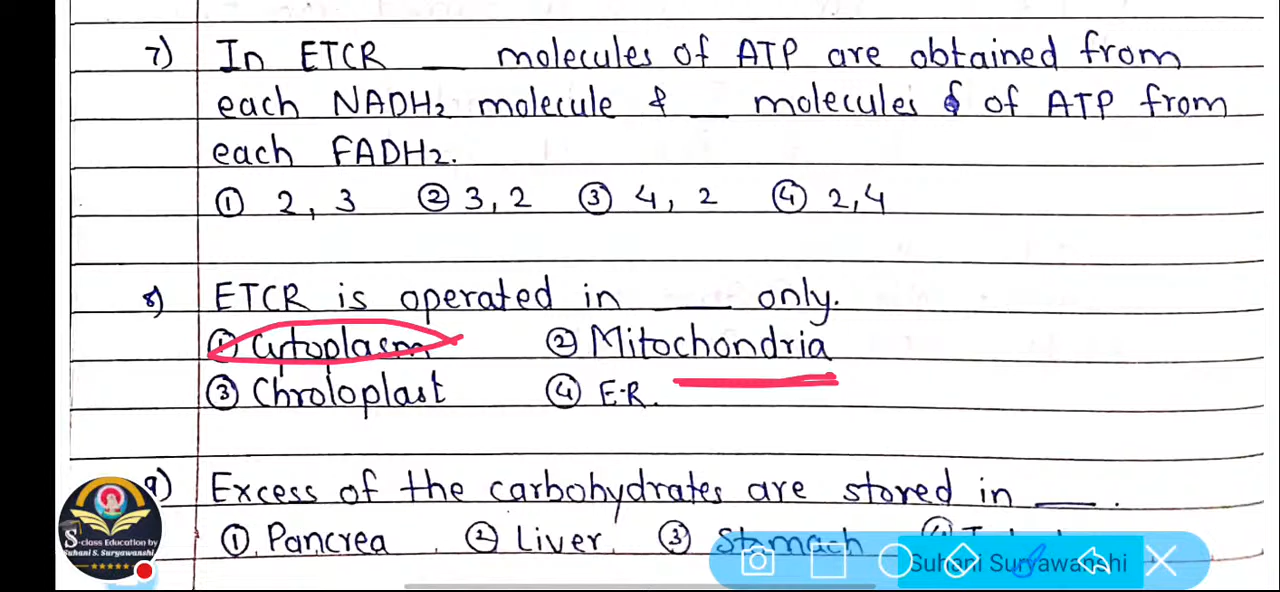 7) In ETCR __ molecules of ATP are obtained from
each NADH2 molecule & __ molecules of ATP from
each FADH2.
① 2, 3 ② 3, 2 ③ 4, 2 ④ 2,4
8) ETCR is operated in ____ only.
① Cytoplasm ② Mitochondria
③ Chroloplast ④ E.R.
9) Excess of the carbohydrates are stored in ___ .
① Pancrea ② Liver ③ Stomach ④
S-class Education by
Suhani S. Suryawanshi
Suhani Suryawanshi